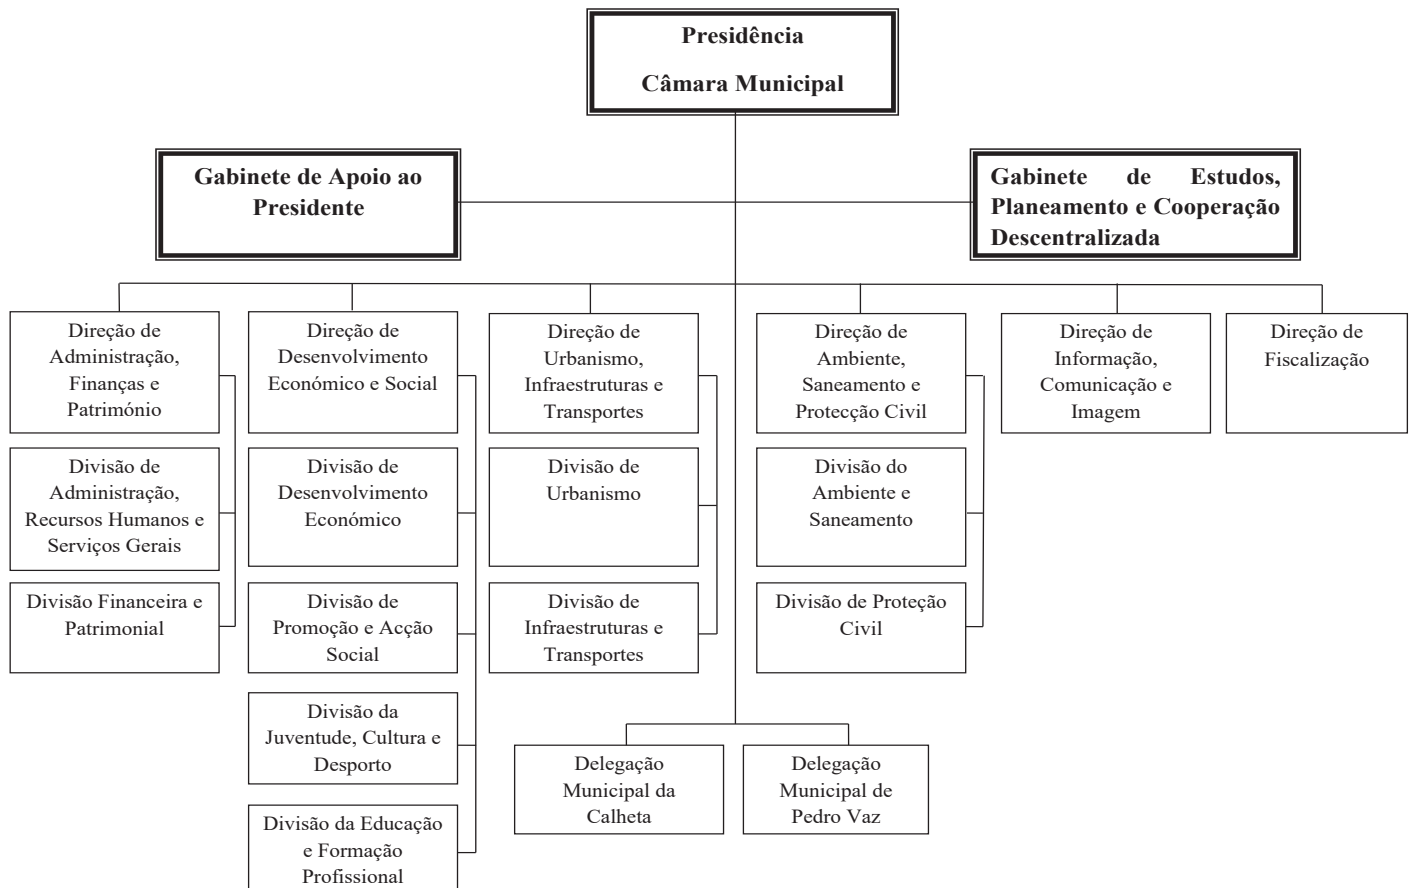 Presidência
Câmara Municipal
Gabinete de Apoio ao
Presidente
Gabinete de Estudos,
Planeamento e Cooperação
Descentralizada
Direção de
Administração,
Finanças e
Património
Direção de
Desenvolvimento
Económico e Social
Direção de
Urbanismo,
Infraestruturas e
Transportes
Direção de
Ambiente,
Saneamento e
Protecção Civil
Direção de
Informação,
Comunicação e
Imagem
Direção de
Fiscalização
Divisão de
Administração,
Recursos Humanos e
Serviços Gerais
Divisão de
Desenvolvimento
Económico
Divisão de
Urbanismo
Divisão do
Ambiente e
Saneamento
Divisão Financeira e
Patrimonial
Divisão de
Promoção e Acção
Social
Divisão de
Infraestruturas e
Transportes
Divisão de Proteção
Civil
Divisão da
Juventude, Cultura e
Desporto
Delegação
Municipal da
Calheta
Delegação
Municipal de
Pedro Vaz
Divisão da Educação
e Formação
Profissional